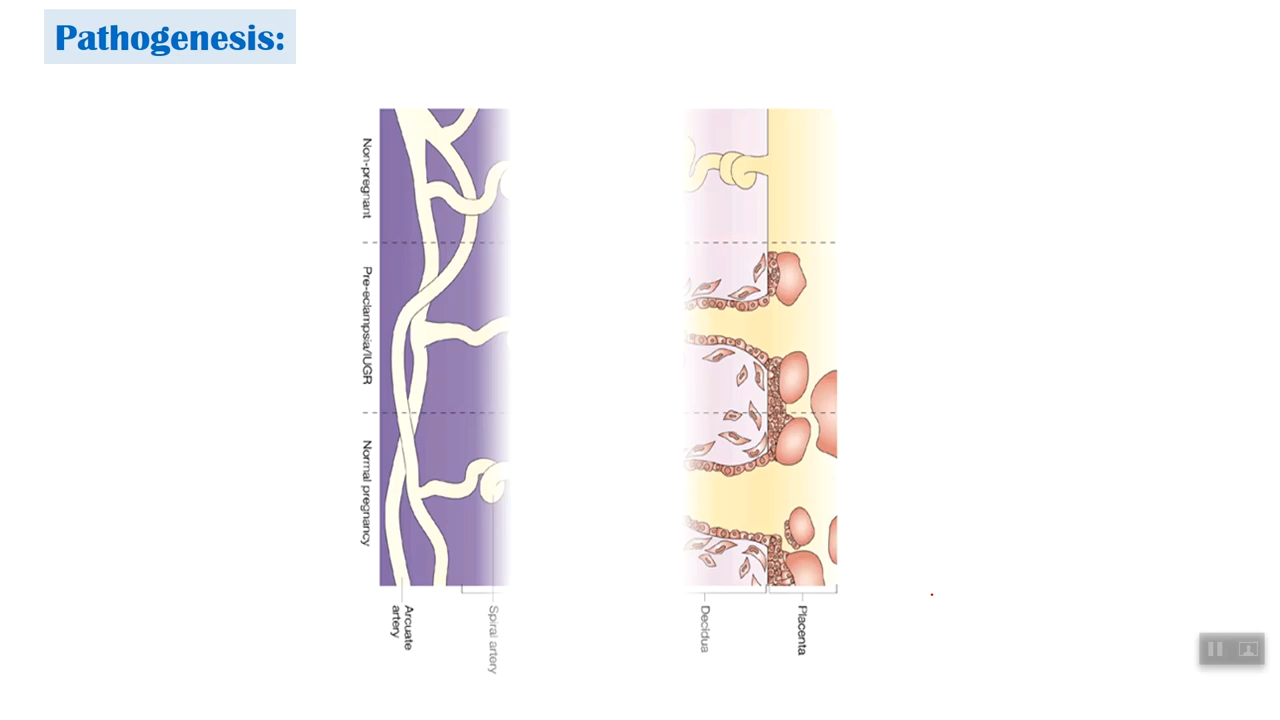 Pathogenesis:
Non-pregnant
Pre-eclampsia/IUGR
Normal pregnancy
Arcuate
artery
Spiral artery
Decidua
Placenta